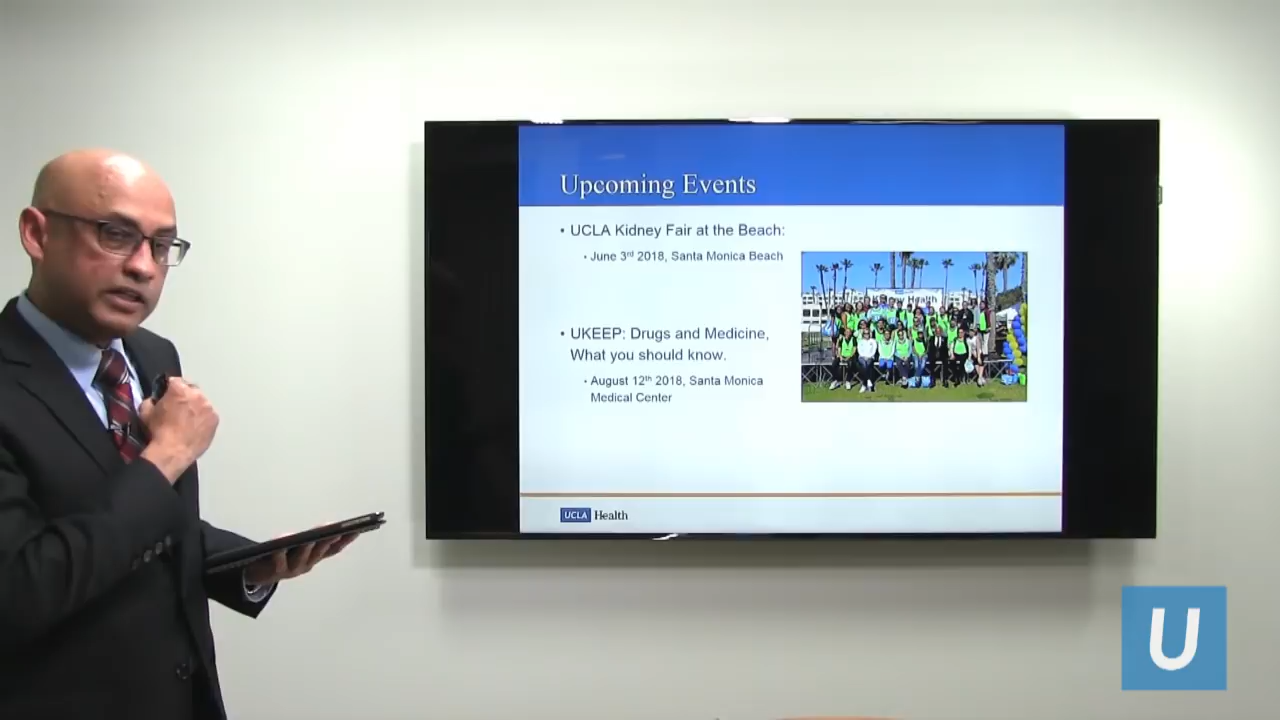 Upcoming Events
• UCLA Kidney Fair at the Beach:
• June 3rd 2018, Santa Monica Beach
• UKEEP: Drugs and Medicine,
What you should know.
• August 12th 2018, Santa Monica
Medical Center
Health
UCLA Health
U